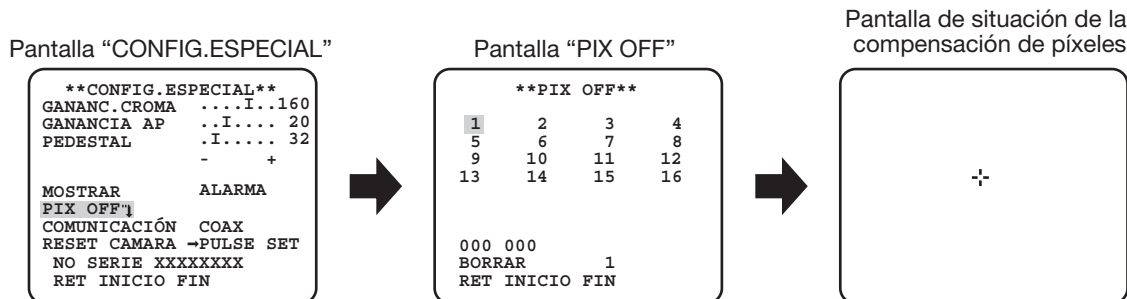 Pantalla “CONFIG.ESPECIAL”
**CONFIG.ESPECIAL**
GANANC.CROMA ....I..160
GANANCIA AP ..I.... 20
PEDESTAL .I..... 32
- +
MOSTRAR ALARMA
PIX OFF
COMUNICACIÓN COAX
RESET CAMARA →PULSE SET
NO SERIE XXXXXXXX
RET INICIO FIN
Pantalla “PIX OFF”
**PIX OFF**
1 2 3 4
5 6 7 8
9 10 11 12
13 14 15 16
000 000
BORRAR 1
RET INICIO FIN
Pantalla de situación de la
compensación de píxeles